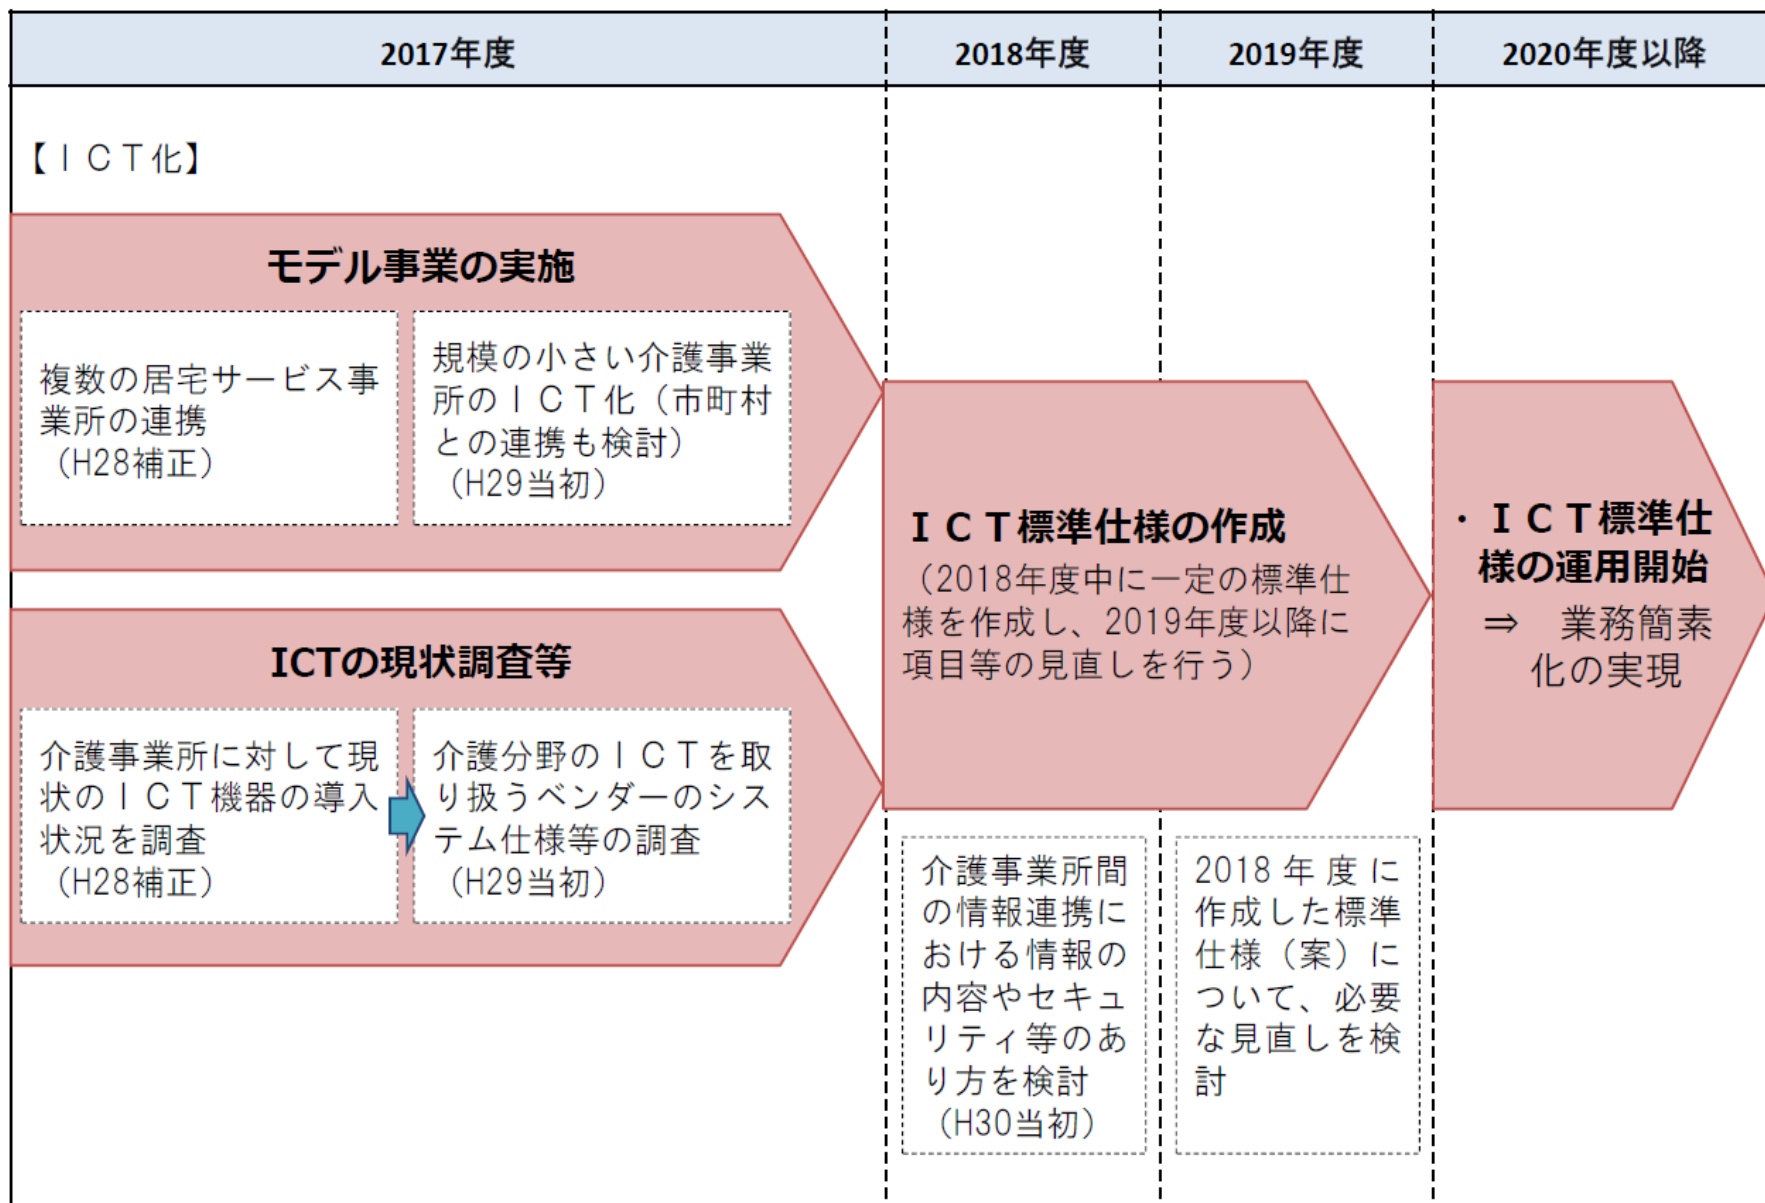 2017年度
2018年度
2019年度
2020年度以降
【ＩＣＴ化】
モデル事業の実施
複数の居宅サービス事
業所の連携
（H28補正）
規模の小さい介護事業
所のＩＣＴ化（市町村
との連携も検討）
（H29当初）
ICTの現状調査等
介護事業所に対して現
状のＩＣＴ機器の導入
状況を調査
（H28補正）
介護分野のＩＣＴを取
り扱うベンダーのシス
テム仕様等の調査
（H29当初）
ＩＣＴ標準仕様の作成
（2018年度中に一定の標準仕
様を作成し、2019年度以降に
項目等の見直しを行う）
介護事業所間
の情報連携に
おける情報の
内容やセキュ
リティ等のあ
り方を検討
（H30当初）
2018年度に
作成した標準
仕様（案）に
ついて、必要
な見直しを検
討
・ＩＣＴ標準仕
様の運用開始
⇒　業務簡素
化の実現